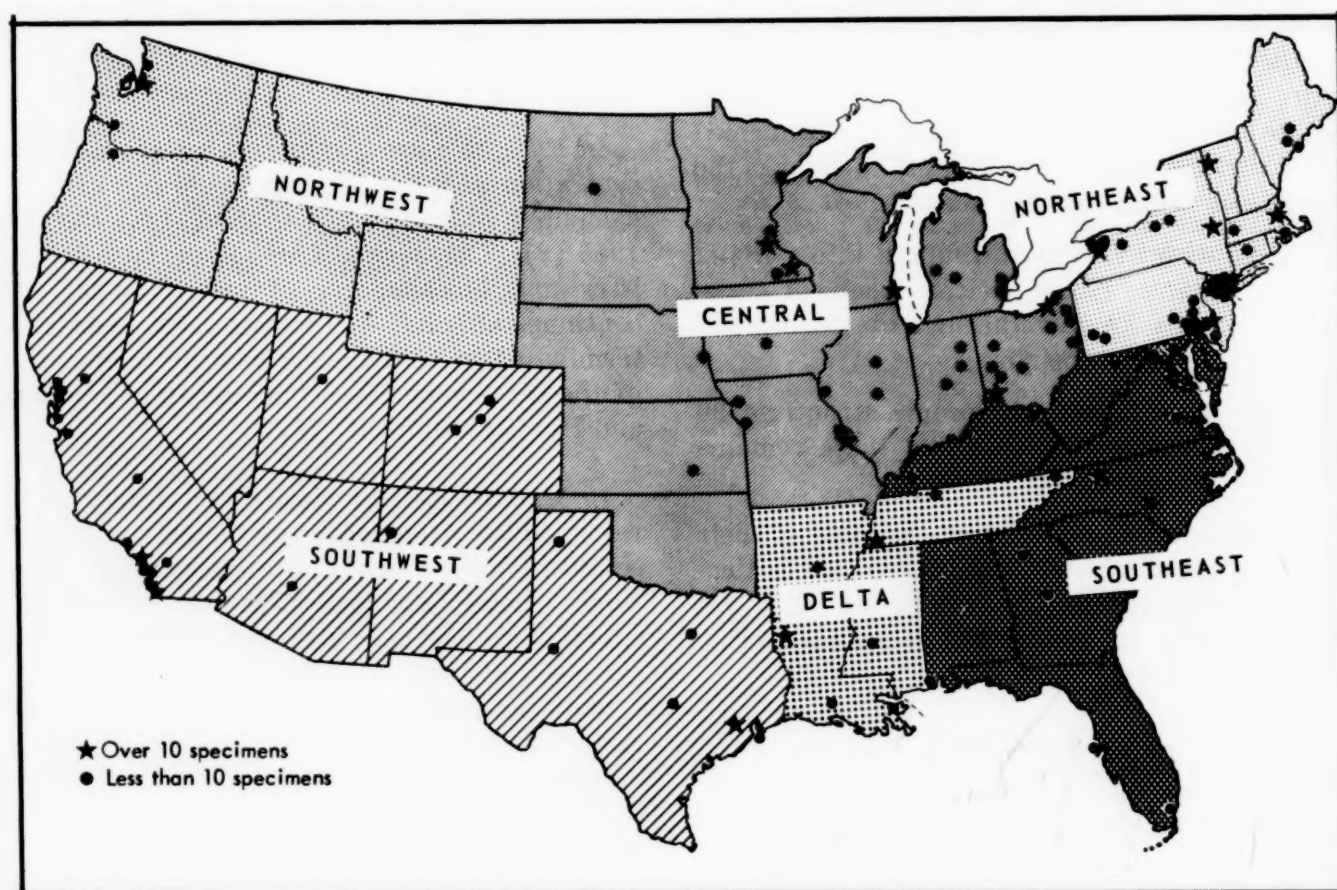 NORTHWEST
NORTHEAST
CENTRAL
SOUTHWEST
DELTA
SOUTHEAST
★ Over 10 specimens
● Less than 10 specimens